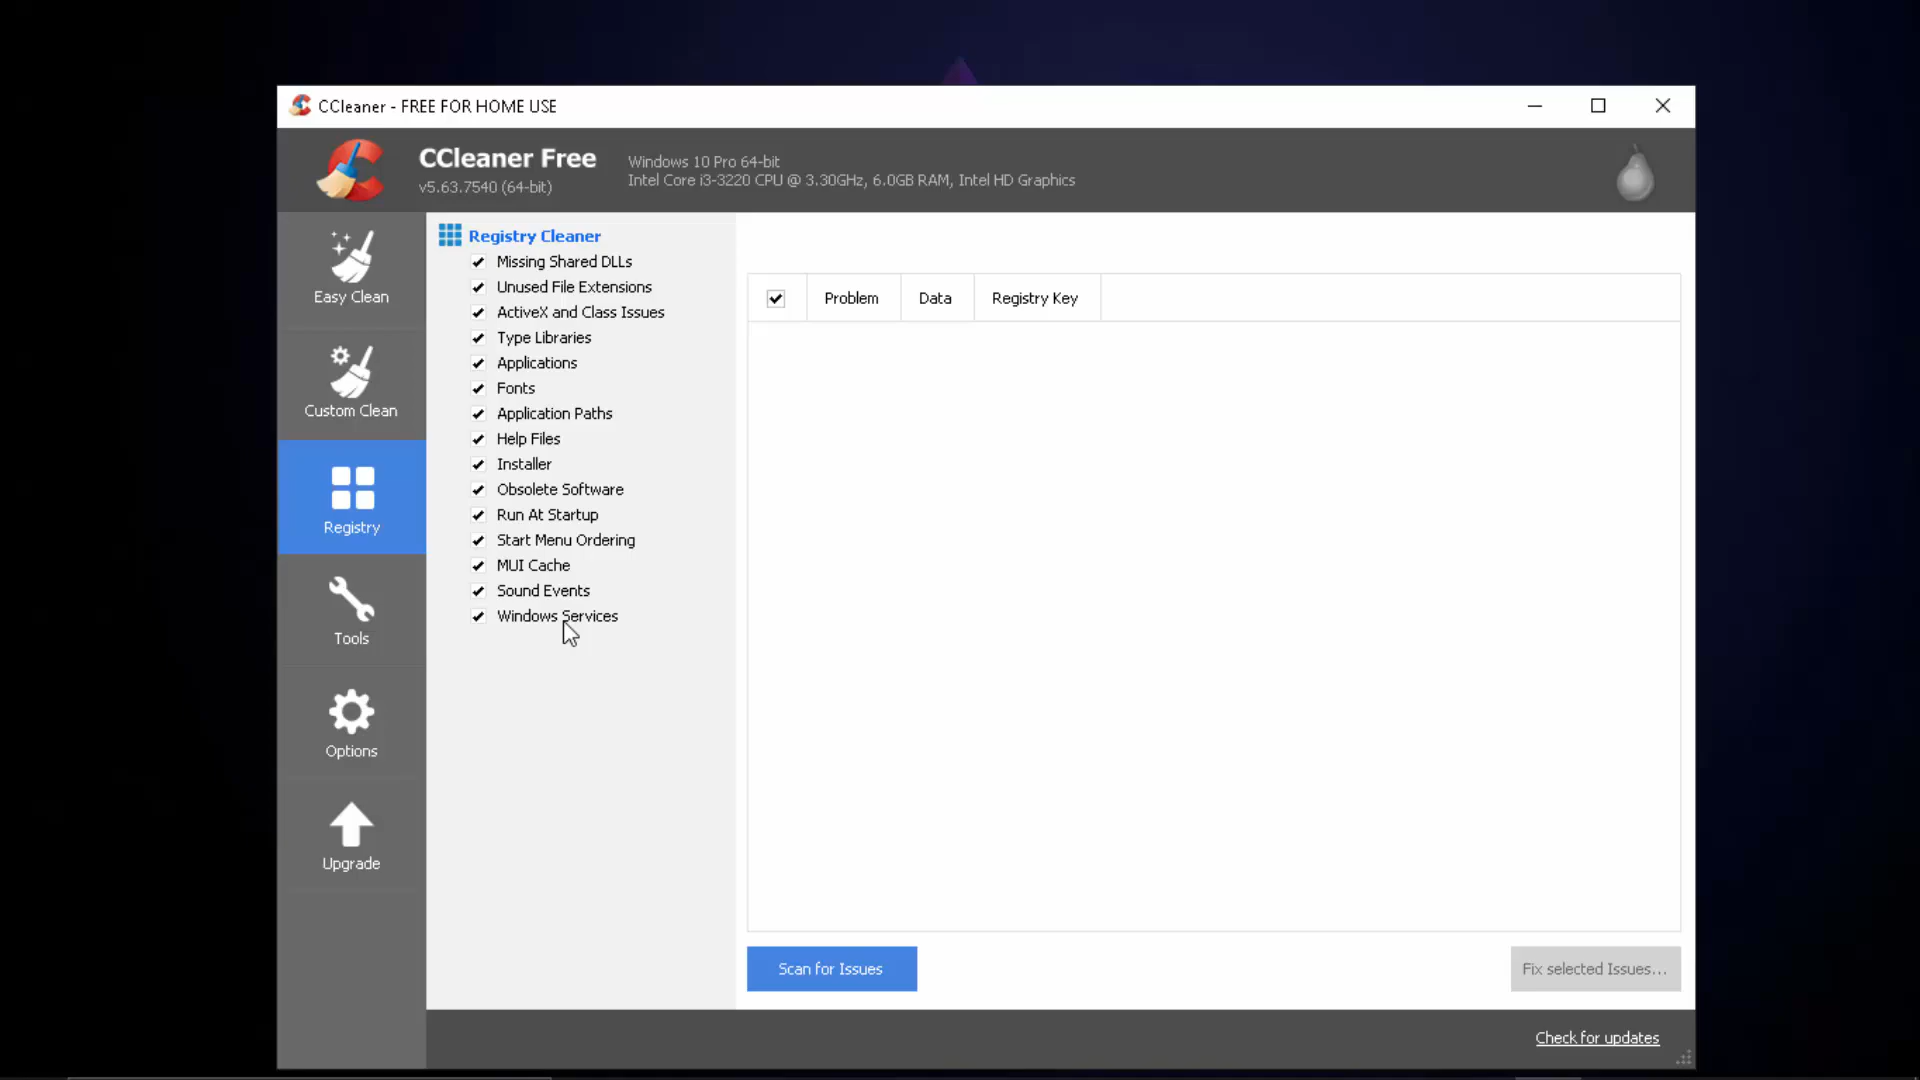 CCleaner - FREE FOR HOME USE
CCleaner Free
v5.63.7540 (64-bit)
Windows 10 Pro 64-bit
Intel Core i3-3220 CPU @ 3.30GHz, 6.0GB RAM, Intel HD Graphics
Easy Clean
Custom Clean
Registry
Tools
Options
Upgrade
Registry Cleaner
Missing Shared DLLs
Unused File Extensions
ActiveX and Class Issues
Type Libraries
Applications
Fonts
Application Paths
Help Files
Installer
Obsolete Software
Run At Startup
Start Menu Ordering
MUI Cache
Sound Events
Windows Services
Problem
Data
Registry Key
Scan for Issues
Fix selected Issues...
Check for updates